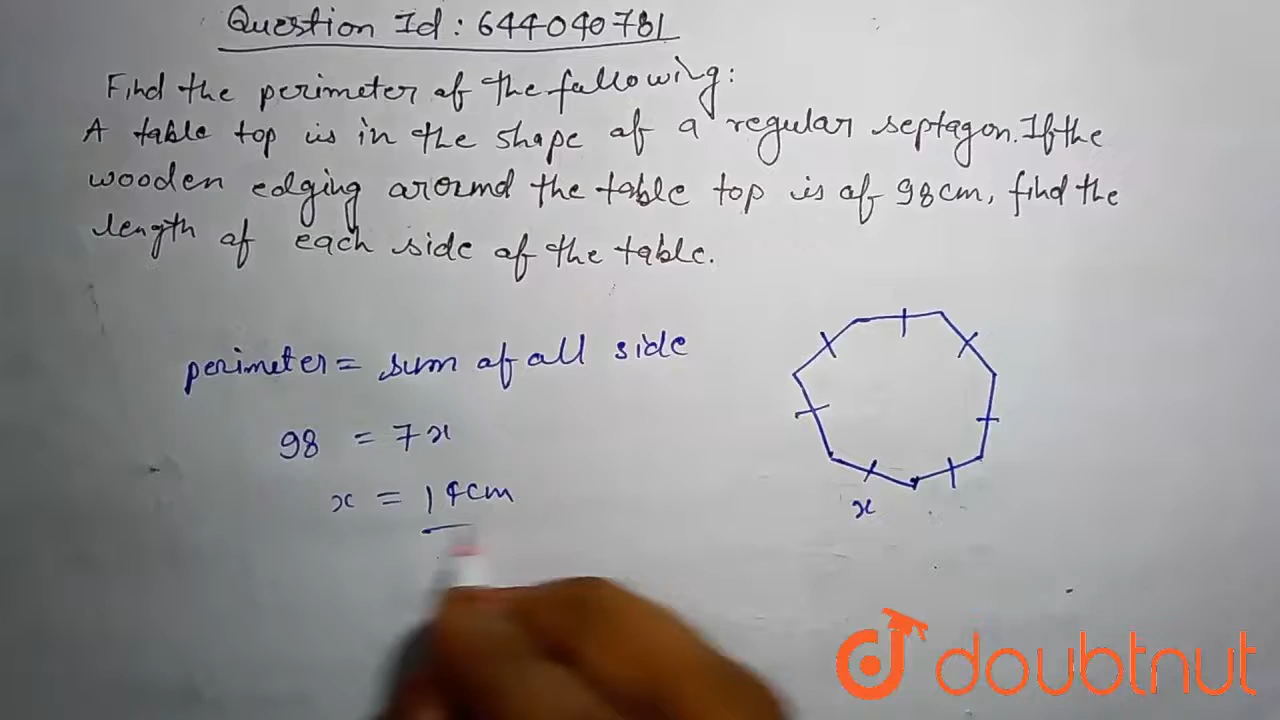 Question Id : 644040781
Find the perimeter of the following:
A table top is in the shape of a regular septagon. If the
wooden edging around the table top is of 98cm, find the
length of each side of the table.
perimeter = sum of all side
98 = 7x
x = 14cm
x
doubtnut